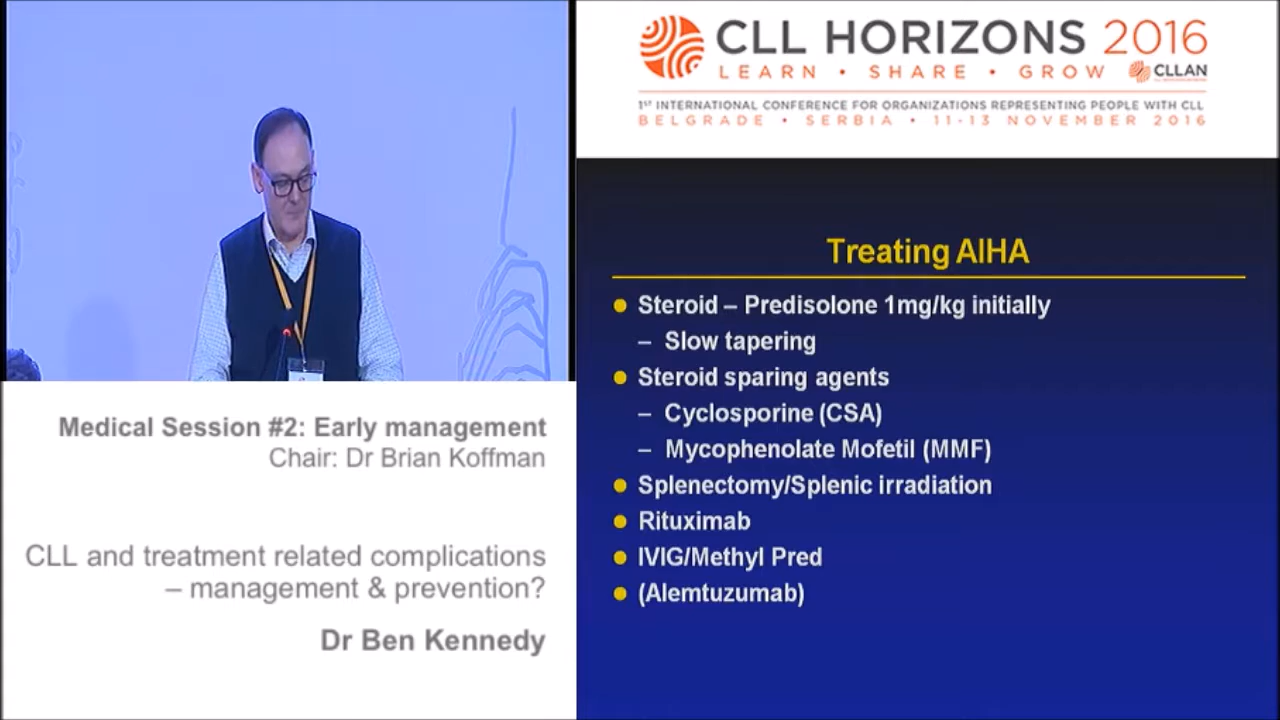 CLL HORIZONS 2016
LEARN • SHARE • GROW
CLLAN
1ST INTERNATIONAL CONFERENCE FOR ORGANIZATIONS REPRESENTING PEOPLE WITH CLL
BELGRADE • SERBIA • 11-13 NOVEMBER 2016
Treating AIHA
● Steroid – Predisolone 1mg/kg initially
– Slow tapering
● Steroid sparing agents
– Cyclosporine (CSA)
– Mycophenolate Mofetil (MMF)
● Splenectomy/Splenic irradiation
● Rituximab
● IVIG/Methyl Pred
● (Alemtuzumab)
Medical Session #2: Early management
Chair: Dr Brian Koffman
CLL and treatment related complications
– management & prevention?
Dr Ben Kennedy